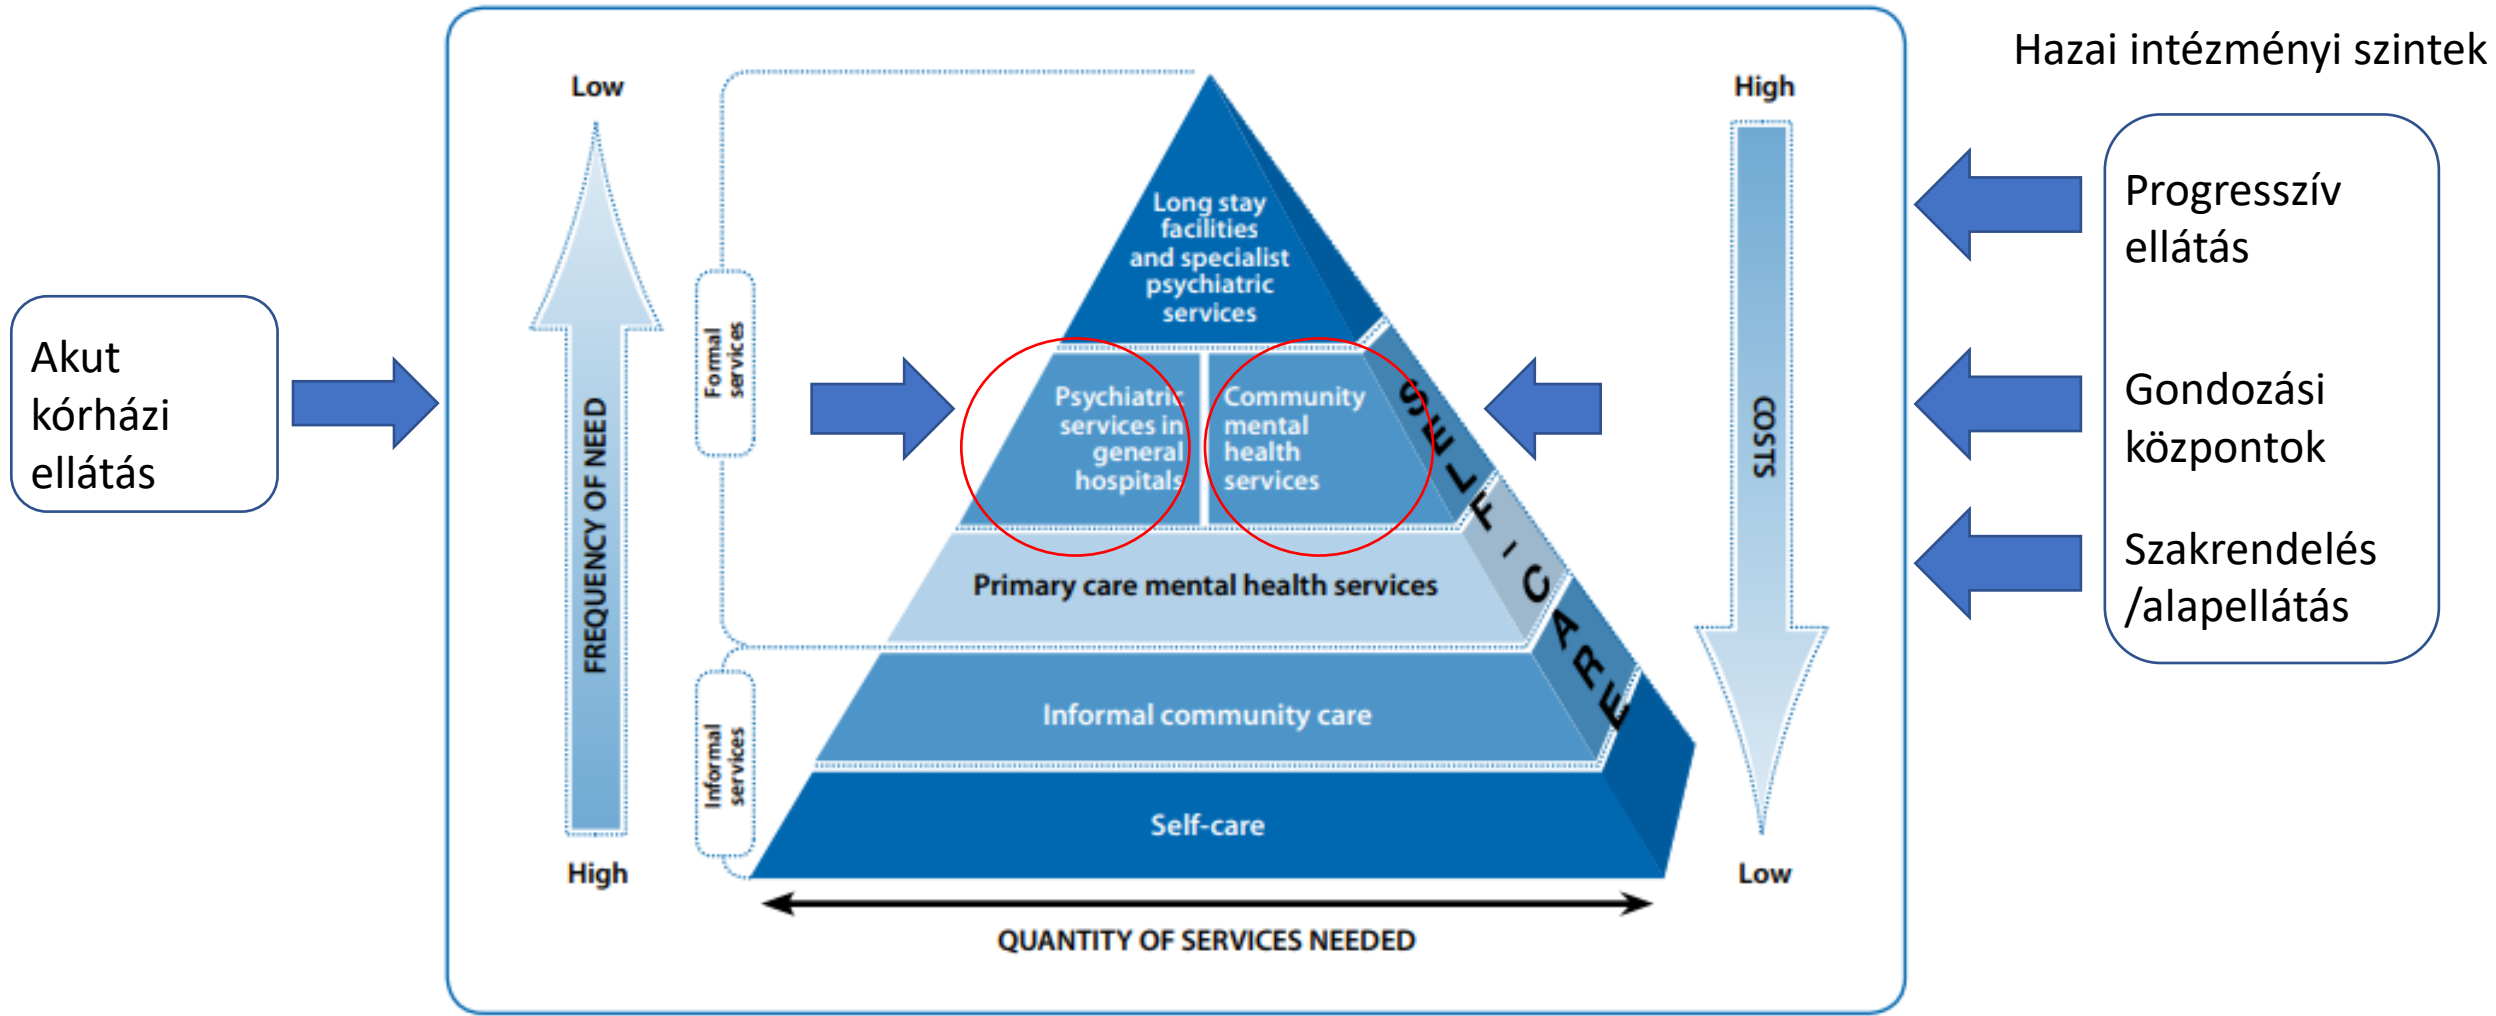 Hazai intézményi szintek
Akut
kórházi
ellátás
Low
FREQUENCY OF NEED
High
Formal
services
Informal
services
Long stay
facilities
and specialist
psychiatric
services
Psychiatric
services in
general
hospitals
Community
mental
health
services
Primary care mental health services
Informal community care
Self-care
SELF-CARE
QUANTITY OF SERVICES NEEDED
High
COSTS
Low
Progresszív
ellátás
Gondozási
központok
Szakrendelés
/alapellátás